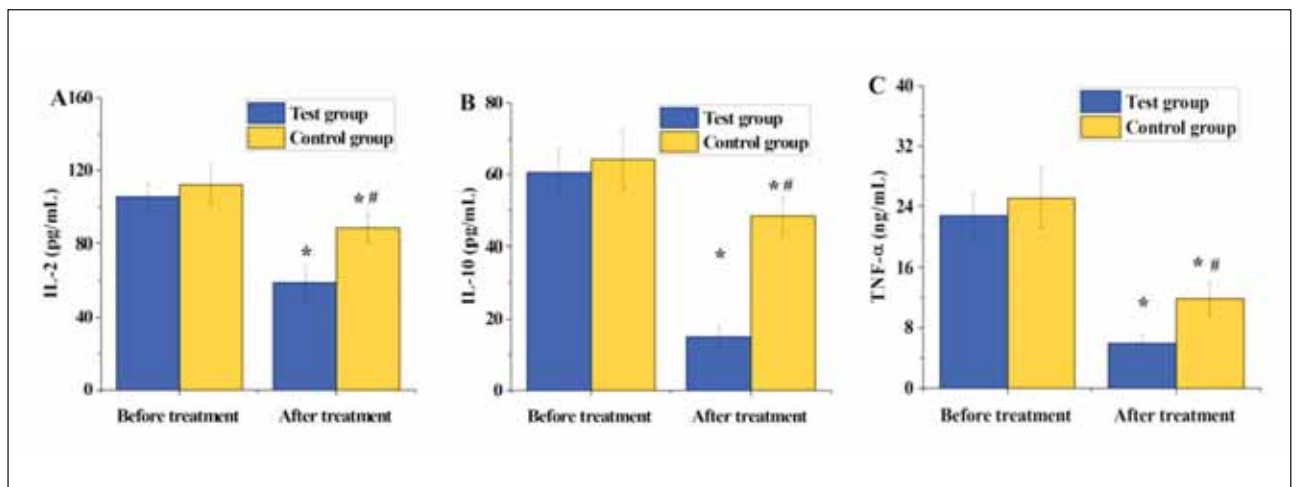 A
160
120
80
40
0
IL-2 (pg/mL)
Test group
Control group
*
*#
Before treatment After treatment
B
80
60
40
20
0
IL-10 (pg/mL)
Test group
Control group
*
*#
Before treatment After treatment
C
40
32
24
16
8
0
TNF-α (ng/mL)
Test group
Control group
*
*#
Before treatment After treatment